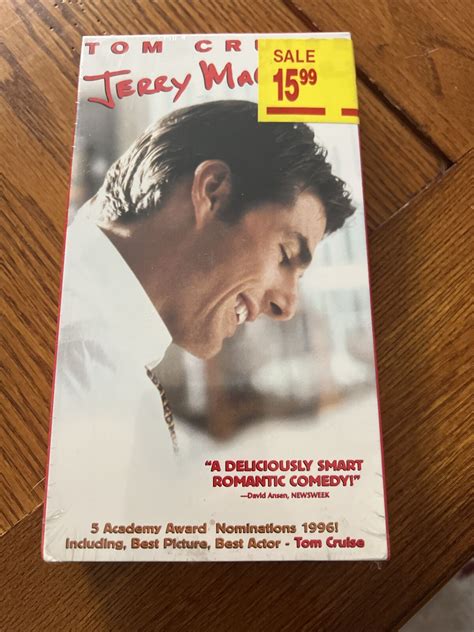 TOM CRU
JERRY MA
SALE
15.99
"A DELICIOUSLY SMART
ROMANTIC COMEDY!"
—David Ansen, NEWSWEEK
5 Academy Award Nominations 1996!
Including, Best Picture, Best Actor - Tom Cruise